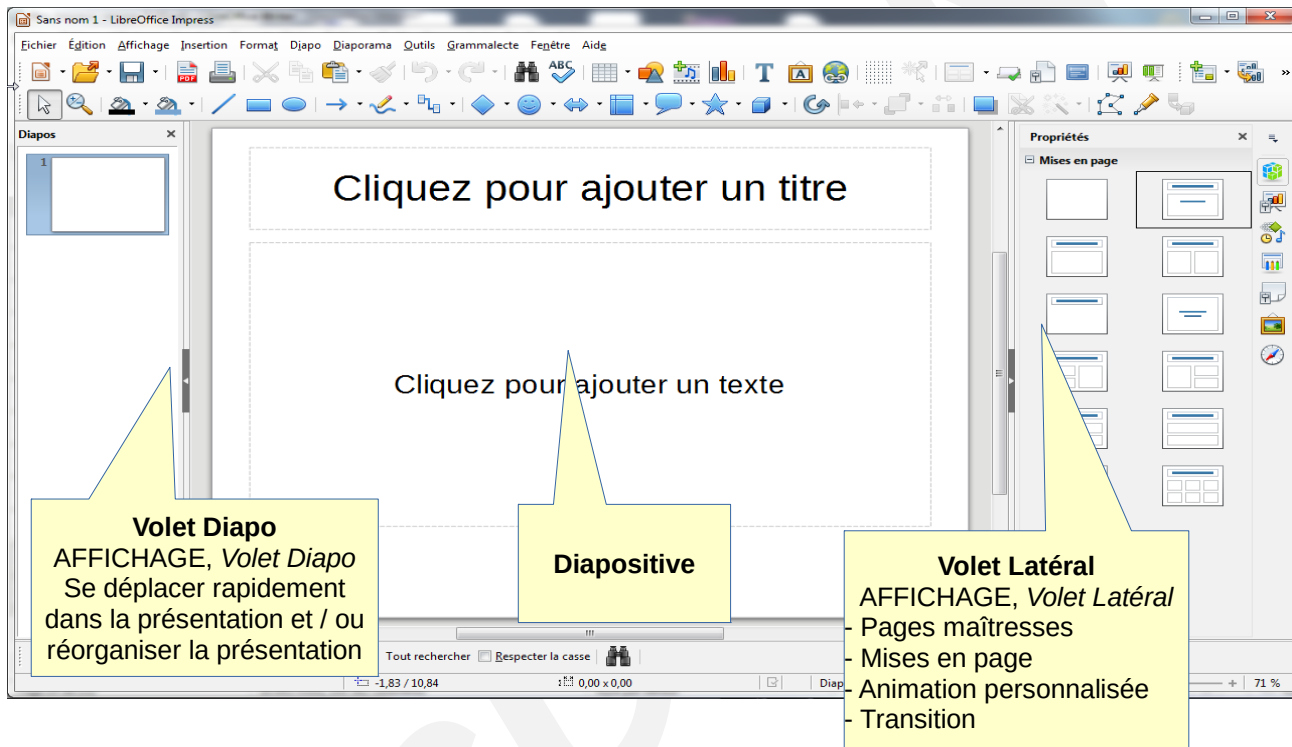 Sans nom 1 - LibreOffice Impress
Fichier Édition Affichage Insertion Format Diapo Diaporama Outils Grammalecte Fenêtre Aide
Diapos
1
Cliquez pour ajouter un titre
Cliquez pour ajouter un texte
Propriétés
Mises en page
Volet Diapo
AFFICHAGE, Volet Diapo
Se déplacer rapidement
dans la présentation et / ou
réorganiser la présentation
Diapositive
Volet Latéral
AFFICHAGE, Volet Latéral
- Pages maîtresses
- Mises en page
- Animation personnalisée
- Transition
Tout rechercher Respecter la casse
-1,83 / 10,84 0,00 x 0,00 71 %